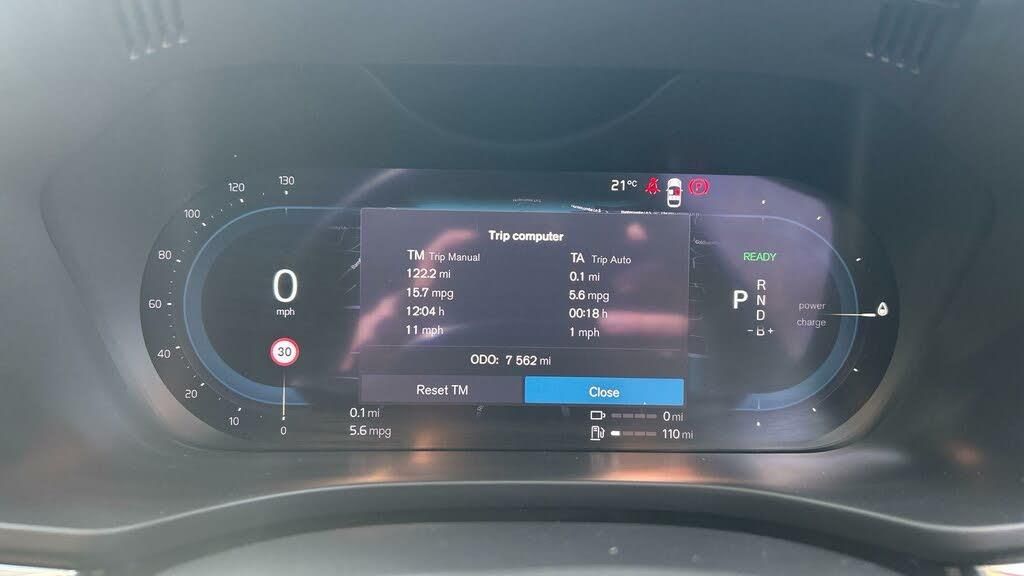 130
120
100
80
60
40
20
10
0
0
mph
30
21°C
Trip computer
TM Trip Manual
122.2 mi
15.7 mpg
12:04 h
11 mph
TA Trip Auto
0.1 mi
5.6 mpg
00:18 h
1 mph
ODO: 7 562 mi
Reset TM
Close
READY
P
R
N
D
-B+
power
charge
0.1 mi
5.6 mpg
0 mi
110 mi